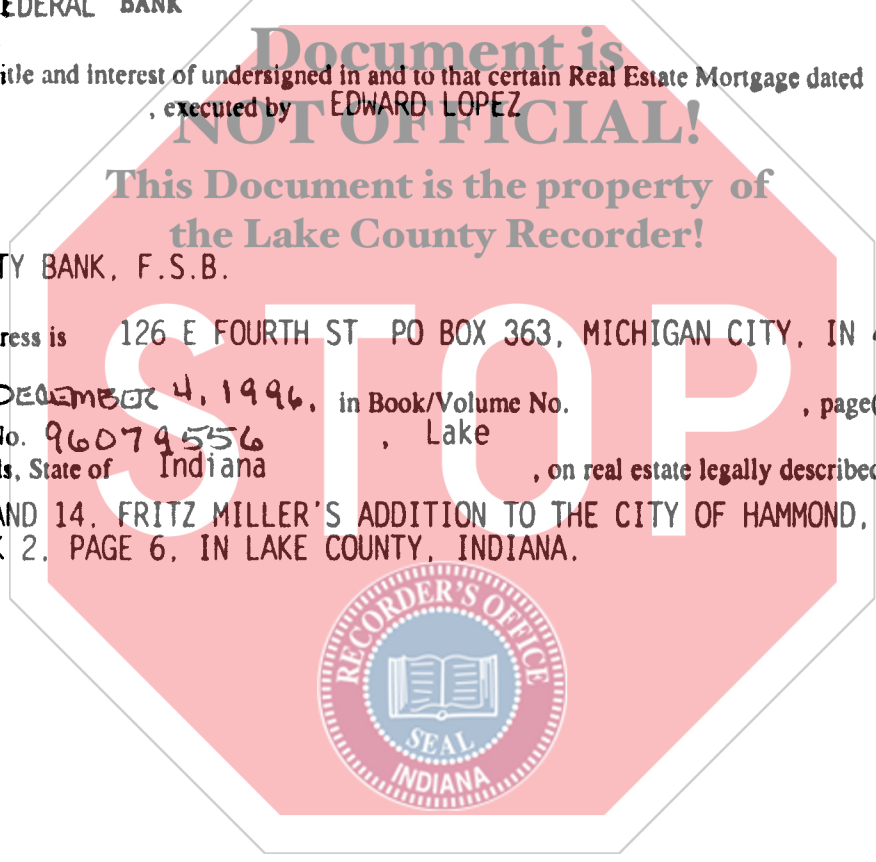 EDERAL BANK
Document is
itle and interest of undersigned in and to that certain Real Estate Mortgage dated
, executed by EDWARD LOPEZ
NOT OFFICIAL!
This Document is the property of
the Lake County Recorder!
TY BANK, F.S.B.
ress is 126 E FOURTH ST PO BOX 363, MICHIGAN CITY, IN
DECEMBER 4, 1996, in Book/Volume No. , page(
No. 96079556 , Lake
ds, State of Indiana , on real estate legally described
AND 14, FRITZ MILLER'S ADDITION TO THE CITY OF HAMMOND,
K 2, PAGE 6, IN LAKE COUNTY, INDIANA.
STOP
RECORDER'S OFFICE
SEAL
INDIANA